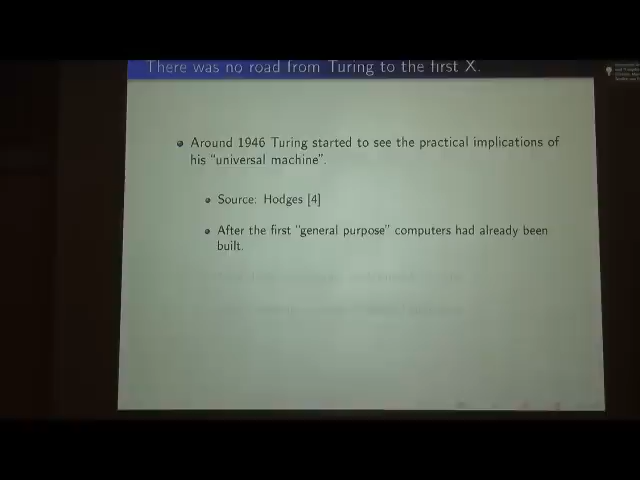 There was no road from Turing to the first X.
Around 1946 Turing started to see the practical implications of
his “universal machine”.
Source: Hodges [4]
After the first “general purpose” computers had already been
built.